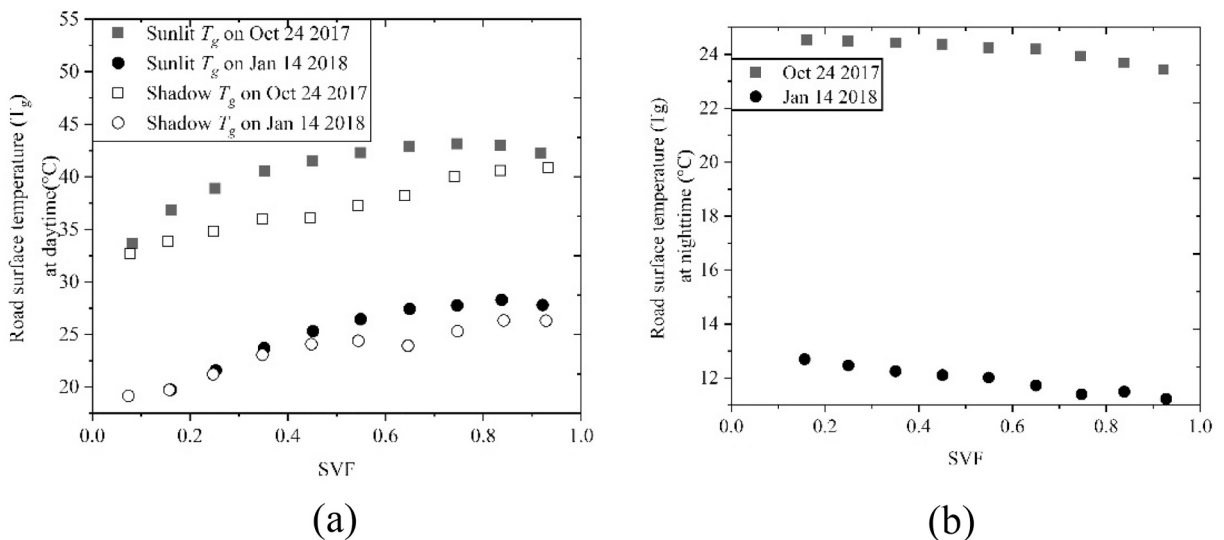 55
50
45
40
35
30
25
20
Sunlit Tg on Oct 24 2017
Sunlit Tg on Jan 14 2018
Shadow Tg on Oct 24 2017
Shadow Tg on Jan 14 2018
Road surface temperature (Tg)
at daytime(°C)
0.0 0.2 0.4 0.6 0.8 1.0
SVF
(a)
24
22
20
18
16
14
12
Oct 24 2017
Jan 14 2018
Road surface temperature (Tg)
at nighttime (°C)
0.0 0.2 0.4 0.6 0.8 1.0
SVF
(b)